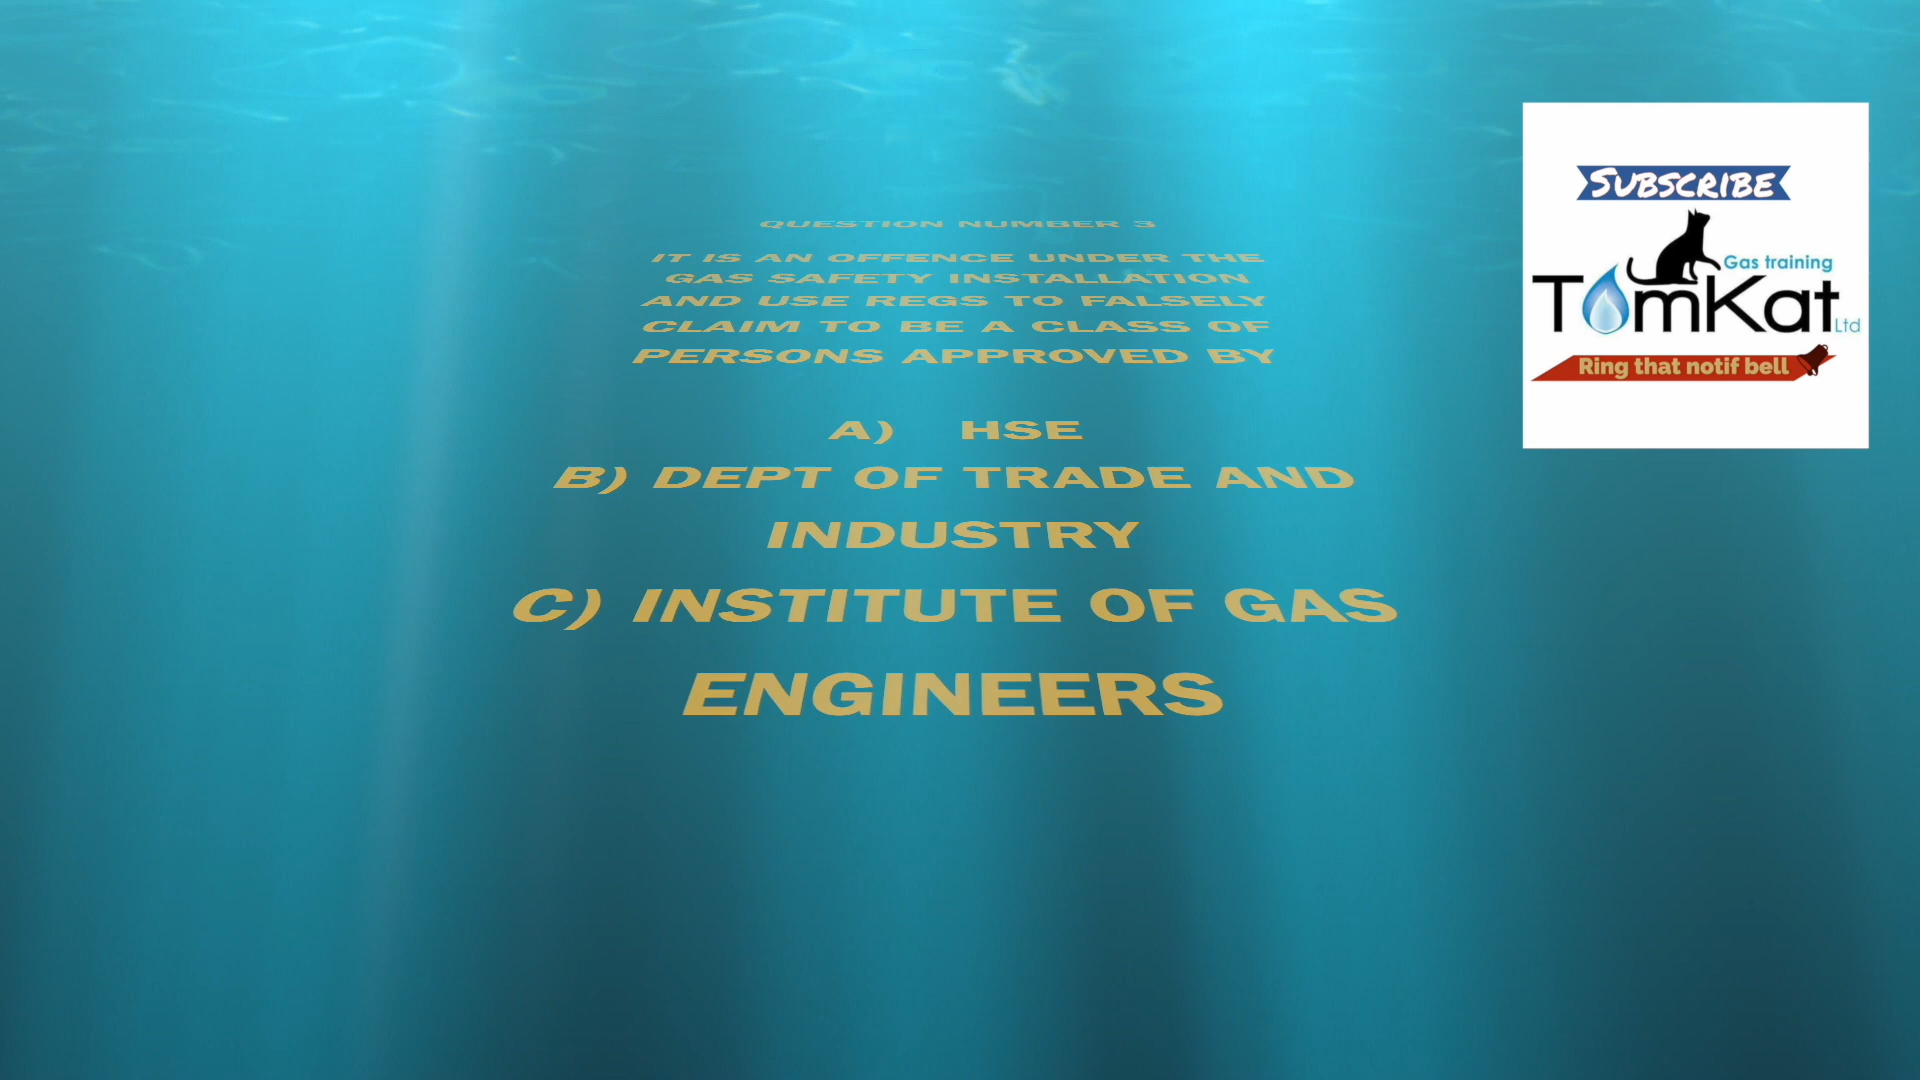 QUESTION NUMBER 3
IT IS AN OFFENCE UNDER THE
GAS SAFETY INSTALLATION
AND USE REGS TO FALSELY
CLAIM TO BE A CLASS OF
PERSONS APPROVED BY
A) HSE
B) DEPT OF TRADE AND
INDUSTRY
C) INSTITUTE OF GAS
ENGINEERS
SUBSCRIBE
Gas training
TomKat Ltd
Ring that notif bell